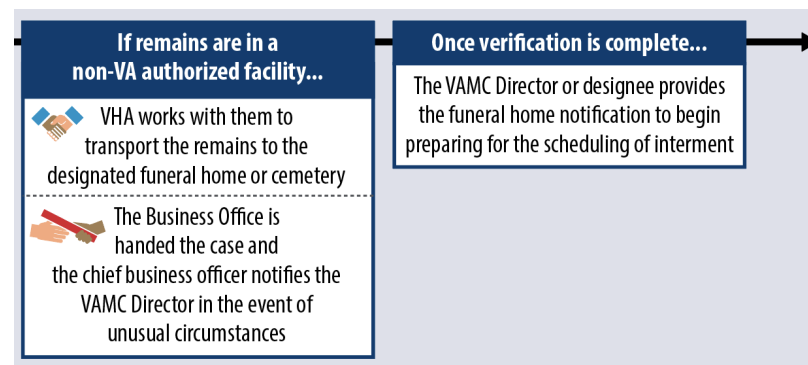 If remains are in a
non-VA authorized facility...
VHA works with them to
transport the remains to the
designated funeral home or cemetery
The Business Office is
handed the case and
the chief business officer notifies the
VAMC Director in the event of
unusual circumstances
Once verification is complete...
The VAMC Director or designee provides
the funeral home notification to begin
preparing for the scheduling of interment